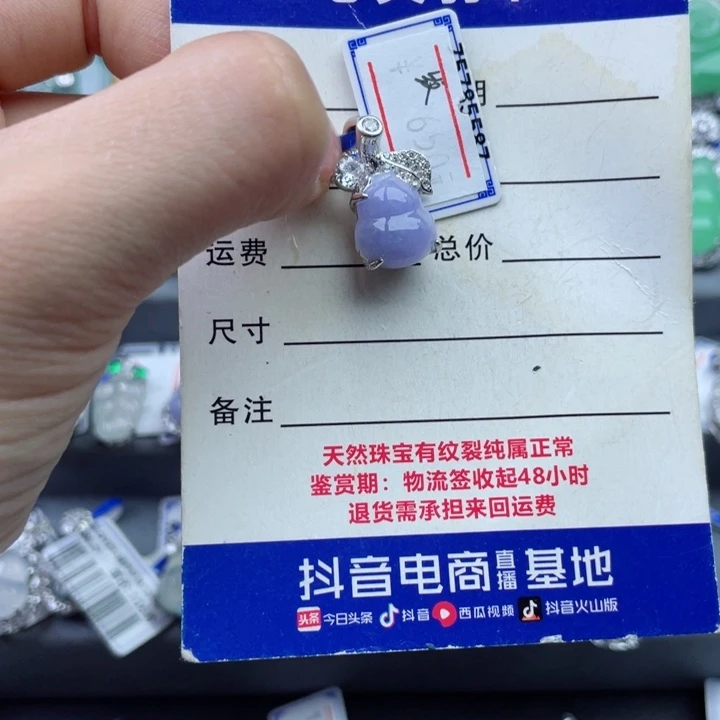 期
运费
总价
尺寸
备注
天然珠宝有纹裂纯属正常
鉴赏期：物流签收起48小时
退货需承担来回运费
抖音电商直播基地
头条 今日头条 抖音 西瓜视频 抖音火山版